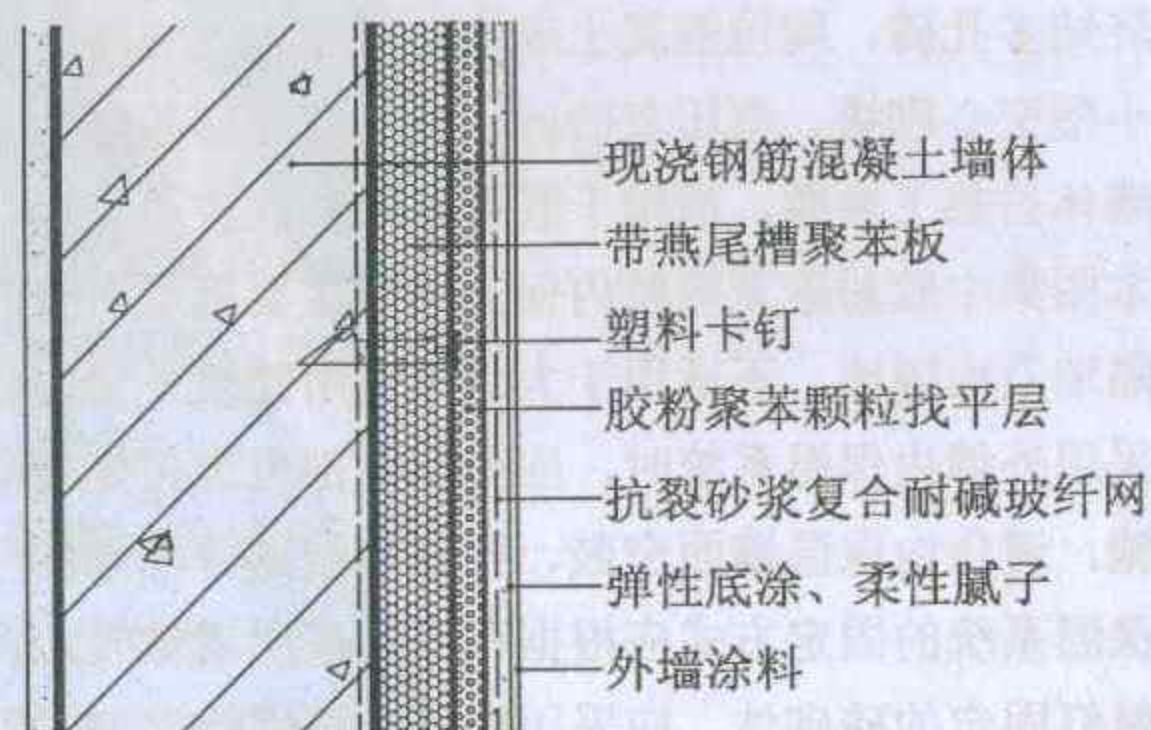 现浇钢筋混凝土墙体
带燕尾槽聚苯板
塑料卡钉
胶粉聚苯颗粒找平层
抗裂砂浆复合耐碱玻纤网
弹性底涂、柔性腻子
外墙涂料